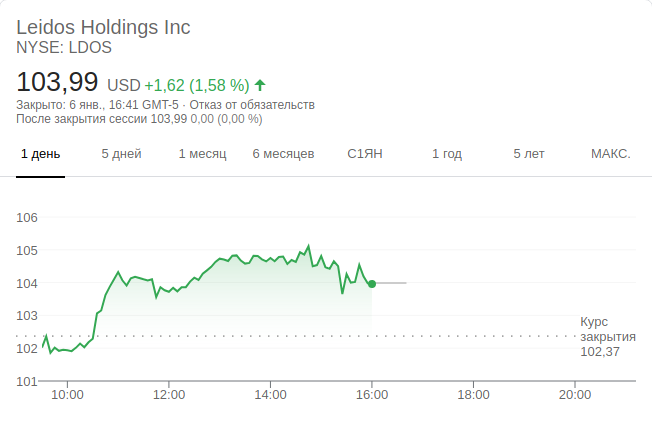 Leidos Holdings Inc
NYSE: LDOS
103,99 USD +1,62 (1,58 %)
Закрыто: 6 янв., 16:41 GMT-5 · Отказ от обязательств
После закрытия сессии 103,99 0,00 (0,00 %)
1 день 5 дней 1 месяц 6 месяцев С1ЯН 1 год 5 лет МАКС.
106
105
104
103
Курс
закрытия
102,37
102
101
10:00 12:00 14:00 16:00 18:00 20:00